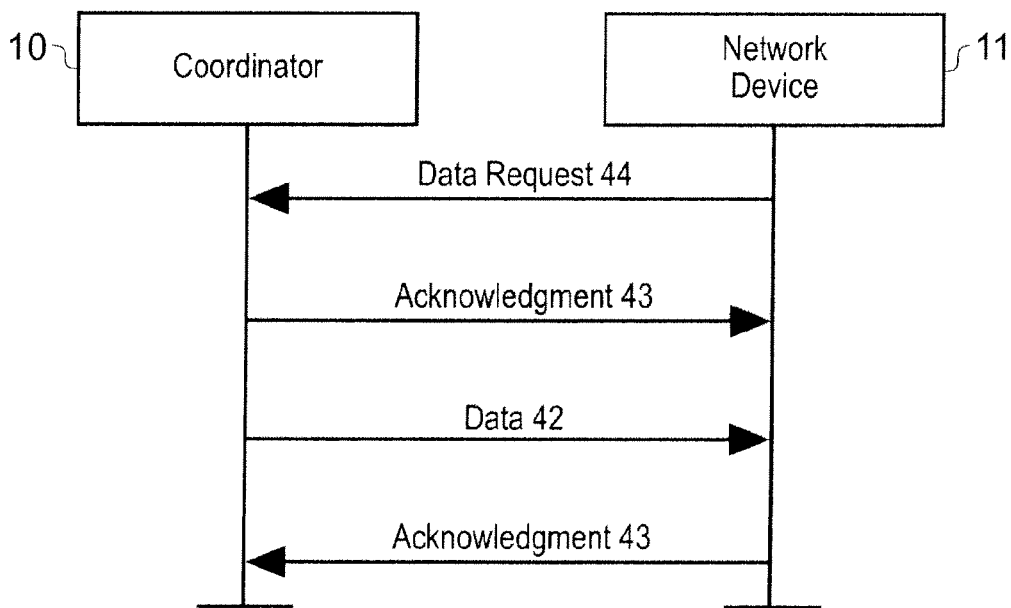 10
Coordinator
Network
Device
11
Data Request 44
Acknowledgment 43
Data 42
Acknowledgment 43